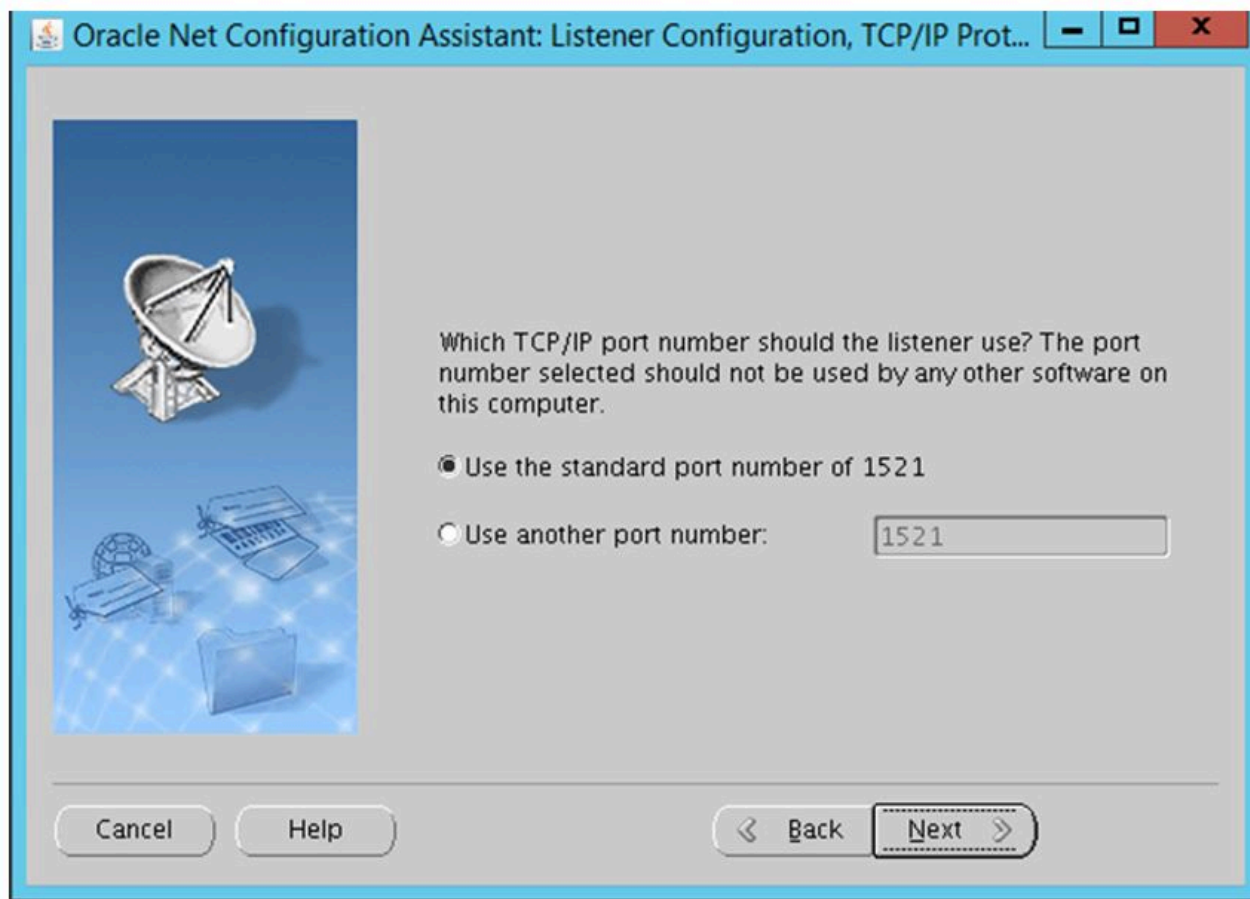 Oracle Net Configuration Assistant: Listener Configuration, TCP/IP Prot...
Which TCP/IP port number should the listener use? The port
number selected should not be used by any other software on
this computer.
Use the standard port number of 1521
Use another port number: 1521
Cancel Help Back Next